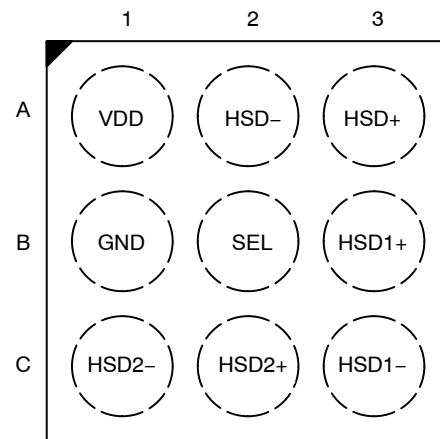 1 2 3
A VDD HSD− HSD+
B GND SEL HSD1+
C HSD2− HSD2+ HSD1−